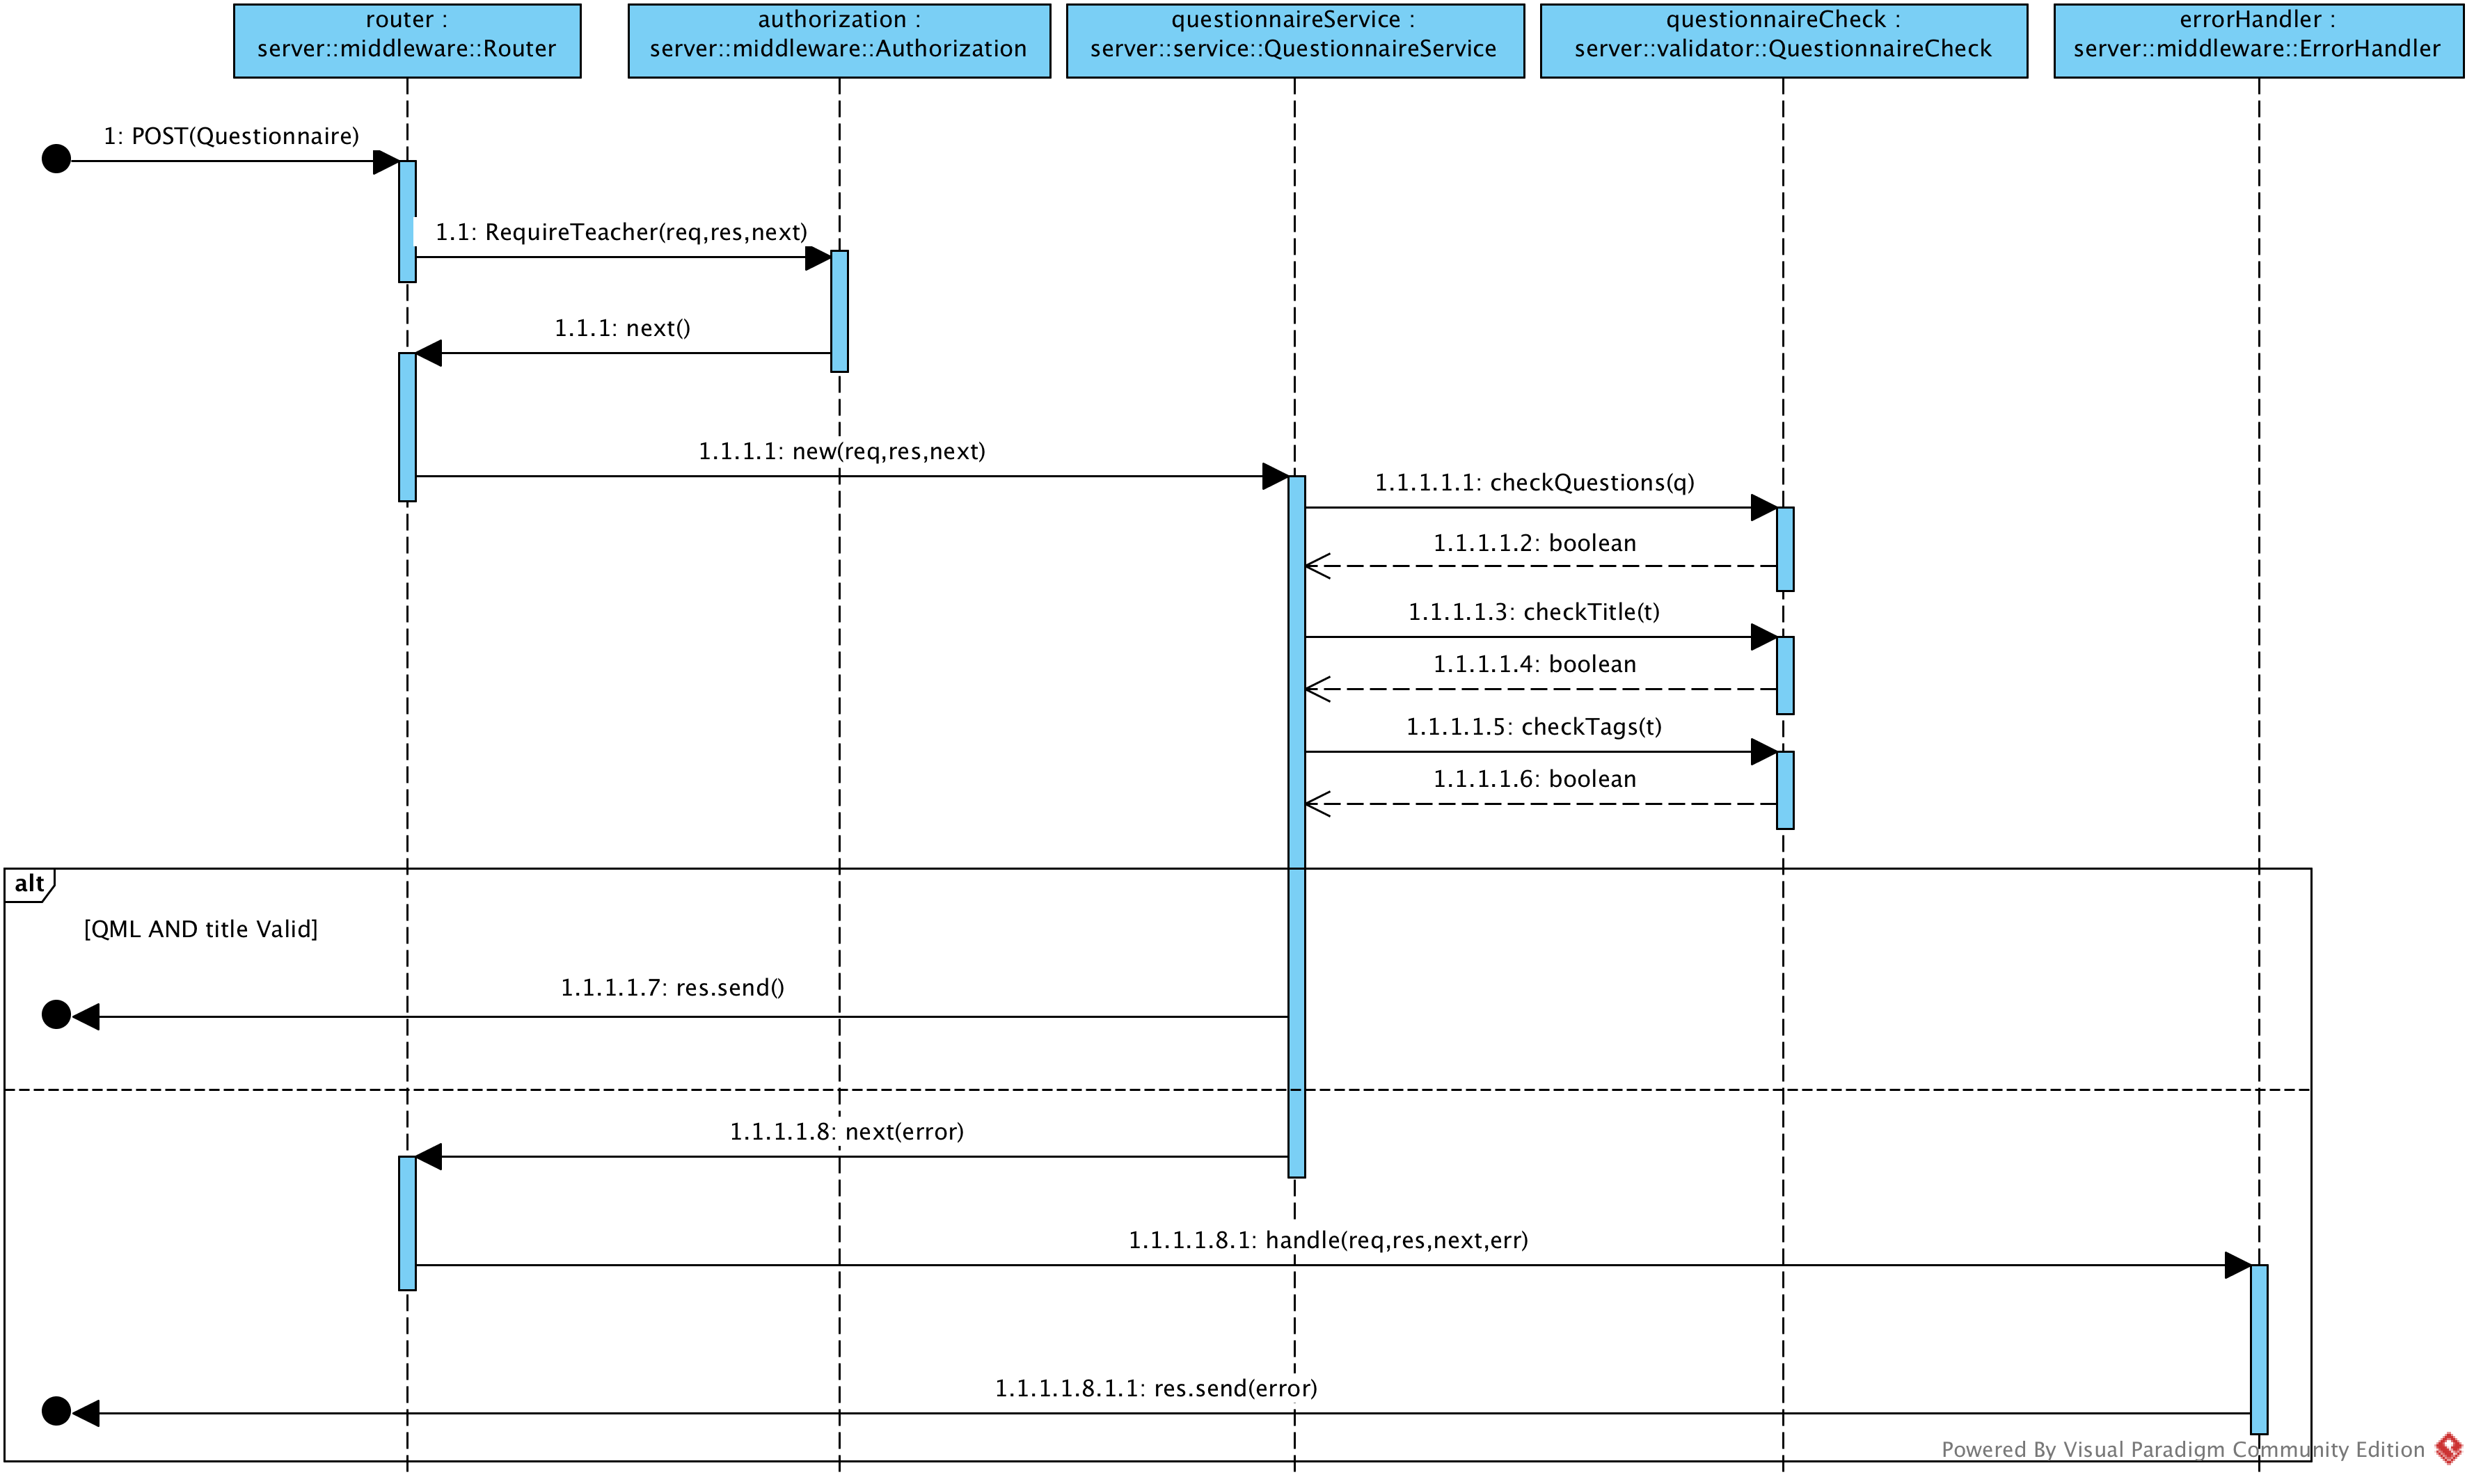 router :
server::middleware::Router
authorization :
server::middleware::Authorization
questionnaireService :
server::service::QuestionnaireService
questionnaireCheck :
server::validator::QuestionnaireCheck
errorHandler :
server::middleware::ErrorHandler
1: POST(Questionnaire)
1.1: RequireTeacher(req,res,next)
1.1.1: next()
1.1.1.1: new(req,res,next)
1.1.1.1.1: checkQuestions(q)
1.1.1.1.2: boolean
1.1.1.1.3: checkTitle(t)
1.1.1.1.4: boolean
1.1.1.1.5: checkTags(t)
1.1.1.1.6: boolean
alt
[QML AND title Valid]
1.1.1.1.7: res.send()
1.1.1.1.8: next(error)
1.1.1.1.8.1: handle(req,res,next,err)
1.1.1.1.8.1.1: res.send(error)
Powered By Visual Paradigm Community Edition